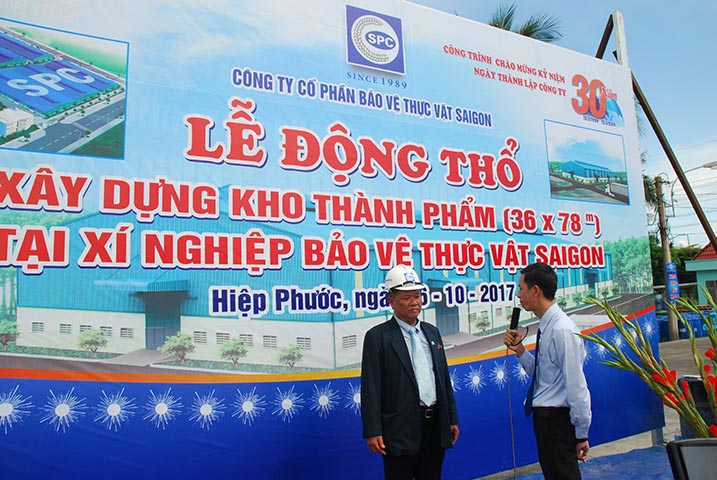 SPC
SPC
SINCE 1989
CÔNG TRÌNH CHÀO MỪNG KỶ NIỆM
NGÀY THÀNH LẬP CÔNG TY
30 năm
CÔNG TY CỔ PHẦN BẢO VỆ THỰC VẬT SAIGON
LỄ ĐỘNG THỔ
XÂY DỰNG KHO THÀNH PHẨM (36 x 78 m)
TẠI XÍ NGHIỆP BẢO VỆ THỰC VẬT SAIGON
Hiệp Phước, 6-10-2017